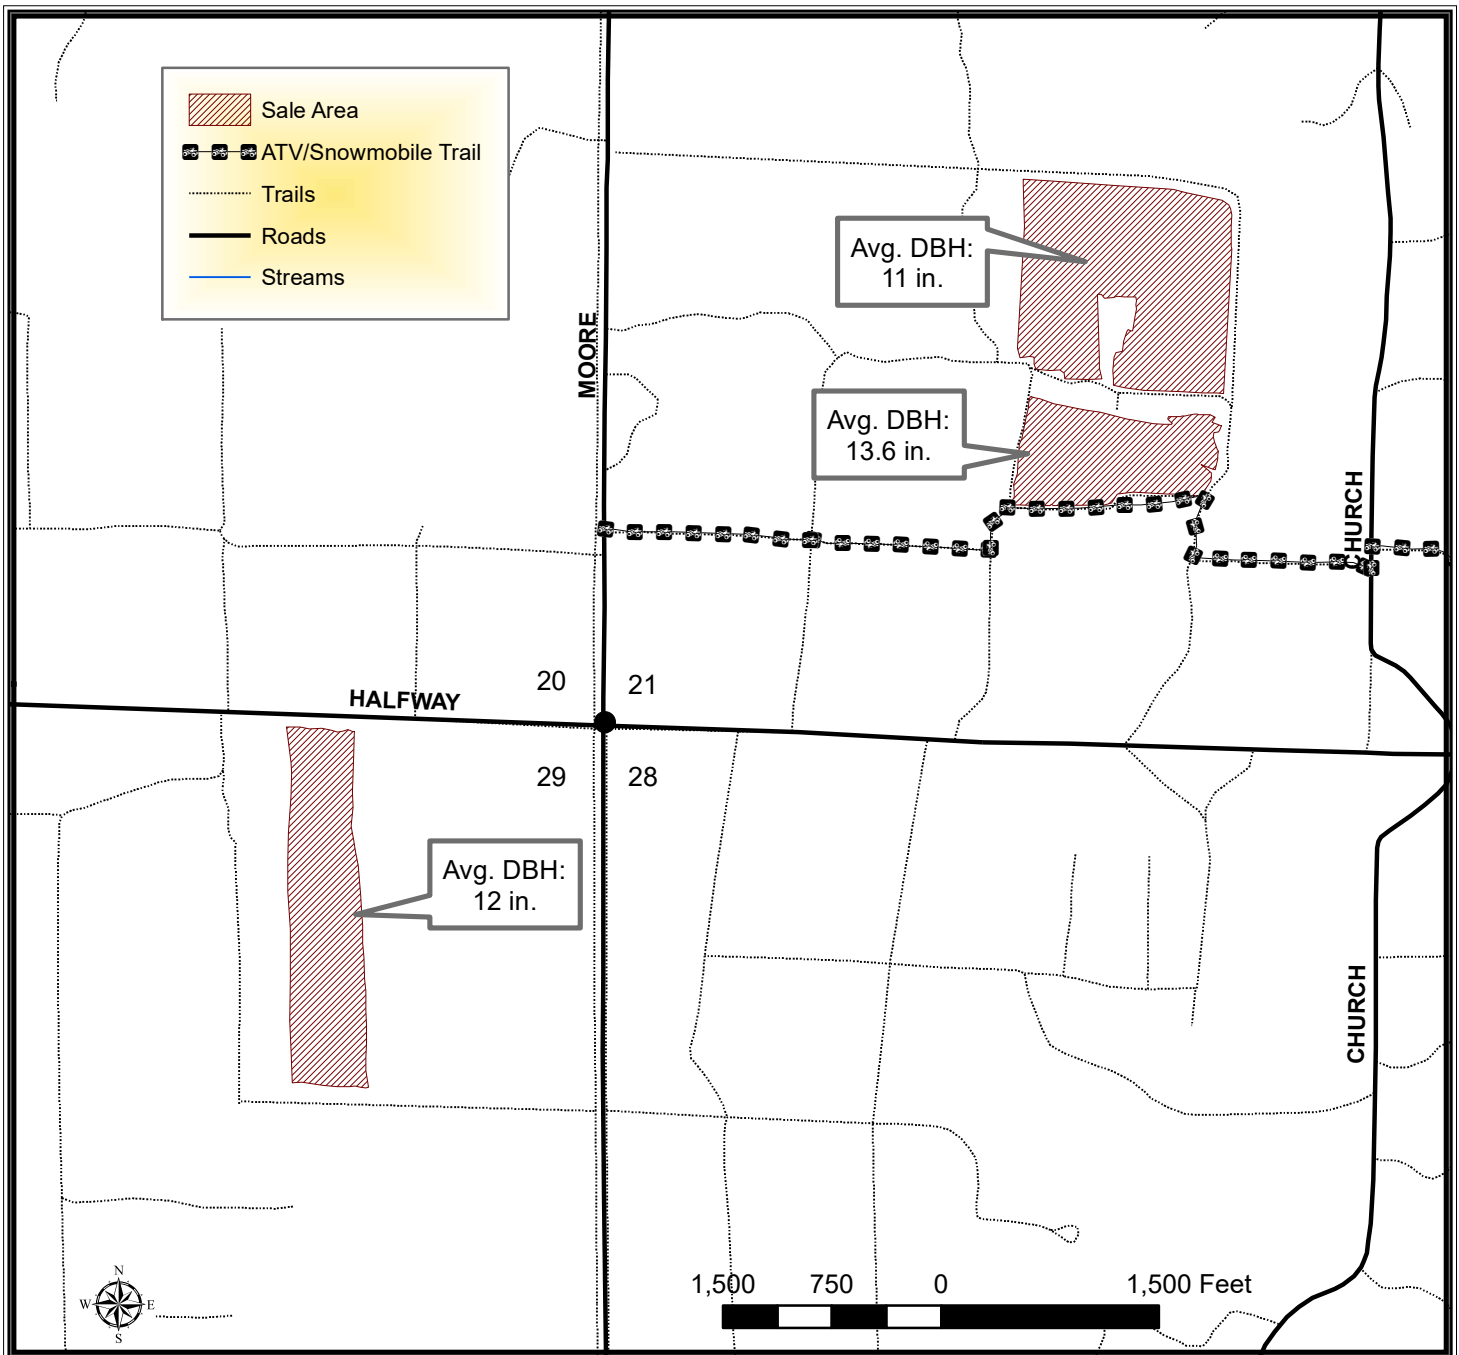 Sale Area
ATV/Snowmobile Trail
Trails
Roads
Streams
Avg. DBH:
11 in.
MOORE
Avg. DBH:
13.6 in.
CHURCH
20
21
HALFWAY
29
28
Avg. DBH:
12 in.
CHURCH
N
W
E
S
1,500
750
0
1,500 Feet